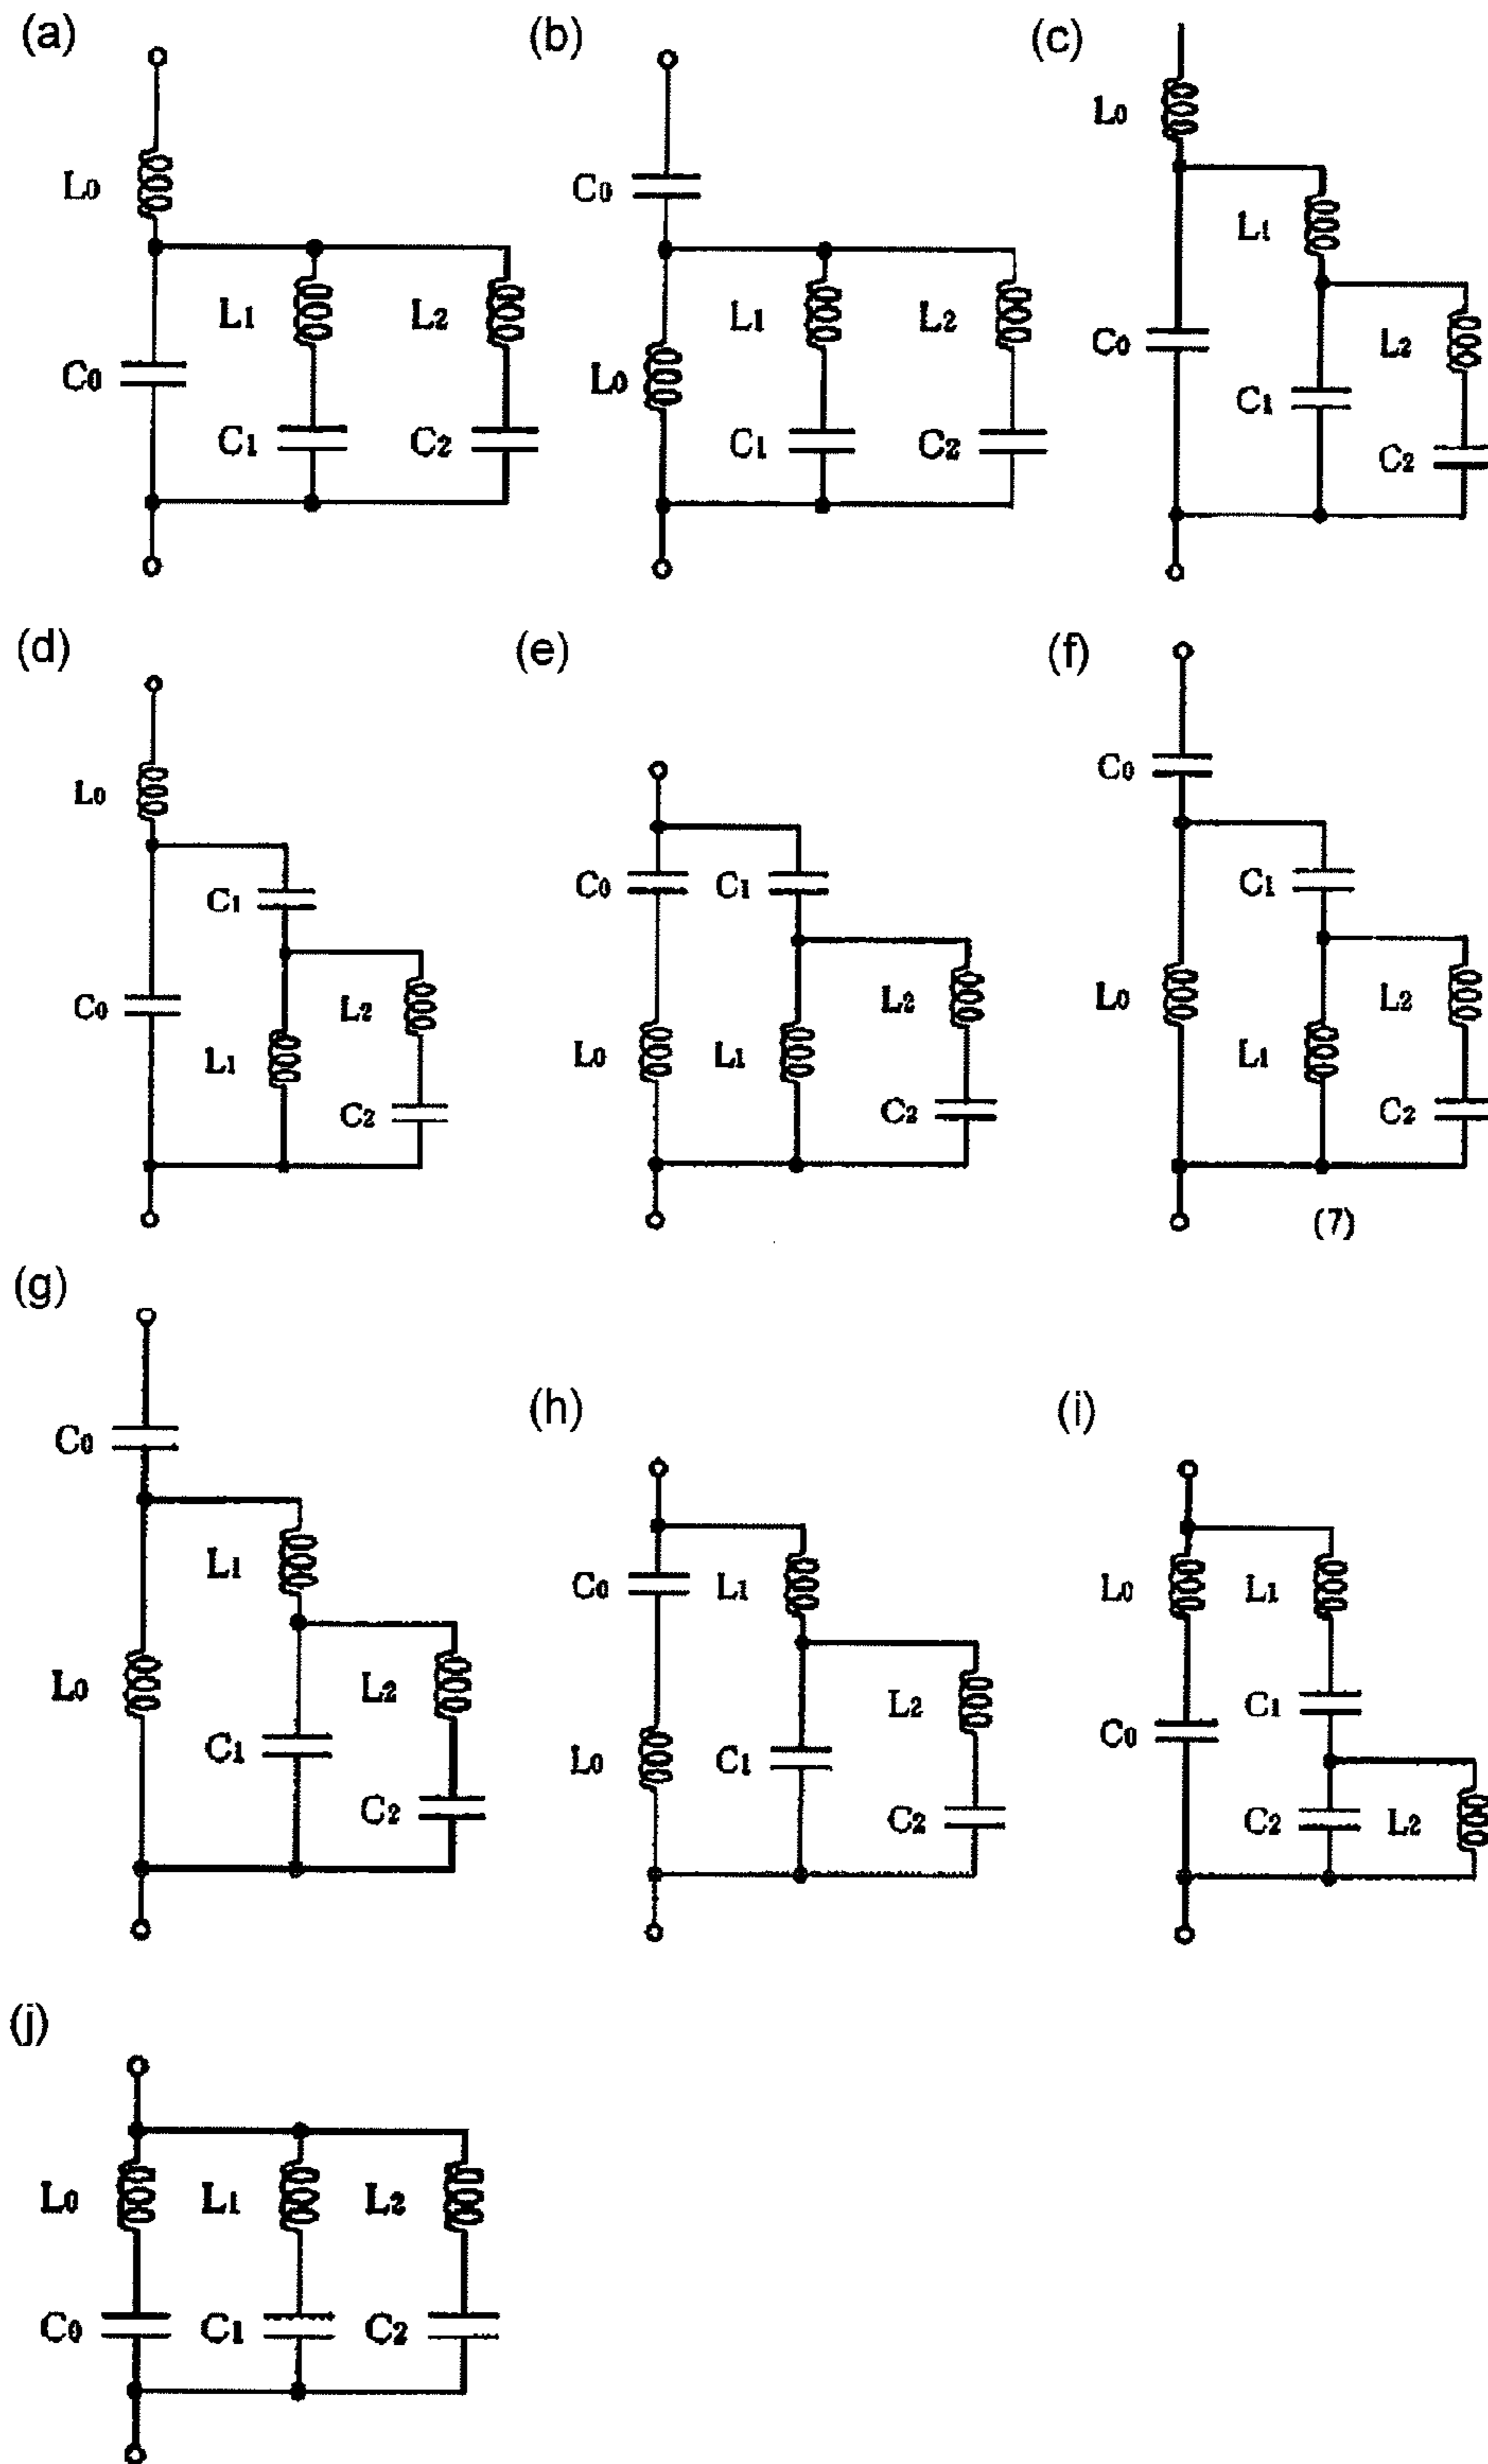 (a) (b) (c)
L0
L0 C0
L1
L1 L2 L1 L2
C0 L2
C0 L0
C1
C1 C2 C1 C2
C2
(d) (e) (f)
C0
L0
C1 C0 C1 C1
C0 L2 L2 L0 L2
L1 L0 L1 L1
C2 C2 C2
(7)
(g)
(h) (i)
C0
L1 C0 L1 L0 L1
L0 L2 L2 C1
C1 L0 C1 C0
C2 C2 C2 L2
(j)
L0 L1 L2
C0 C1 C2